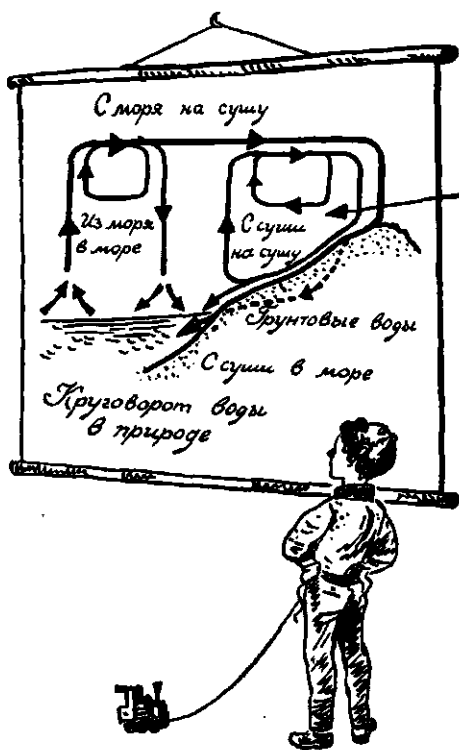 С моря на сушу
Из моря
в море
С суши
на сушу
Грунтовые воды
С суши в море
Круговорот воды
в природе